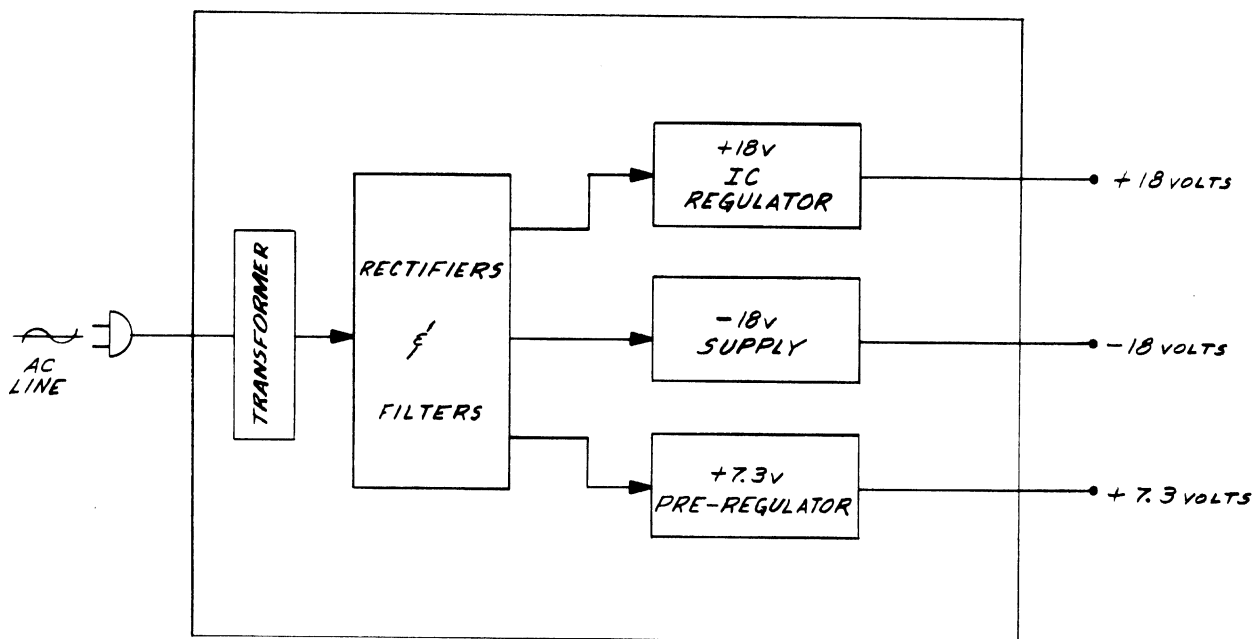 +18V
IC
REGULATOR
+18 VOLTS
TRANSFORMER
RECTIFIERS
&
FILTERS
-18V
SUPPLY
-18 VOLTS
AC
LINE
+7.3V
PRE-REGULATOR
+7.3 VOLTS